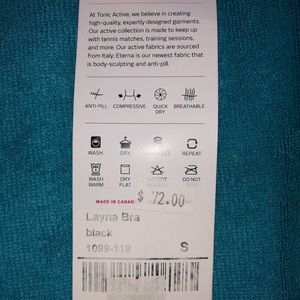 At Tonic Active, we believe in creating
high-quality, expertly designed garments.
Our active collection is made to keep up
with tennis matches, training sessions,
and more. Our active fabrics are sourced
from Italy; Eterna is our newest fabric that
is body-sculpting and anti-pill.
ANTI-PILL COMPRESSIVE QUICK DRY BREATHABLE
WASH. DRY. REPEAT.
WASH WARM DRY FLAT DO NOT DO NOT
MADE IN CANADA
$ 72.00
Layna Bra
black
1099-118 S